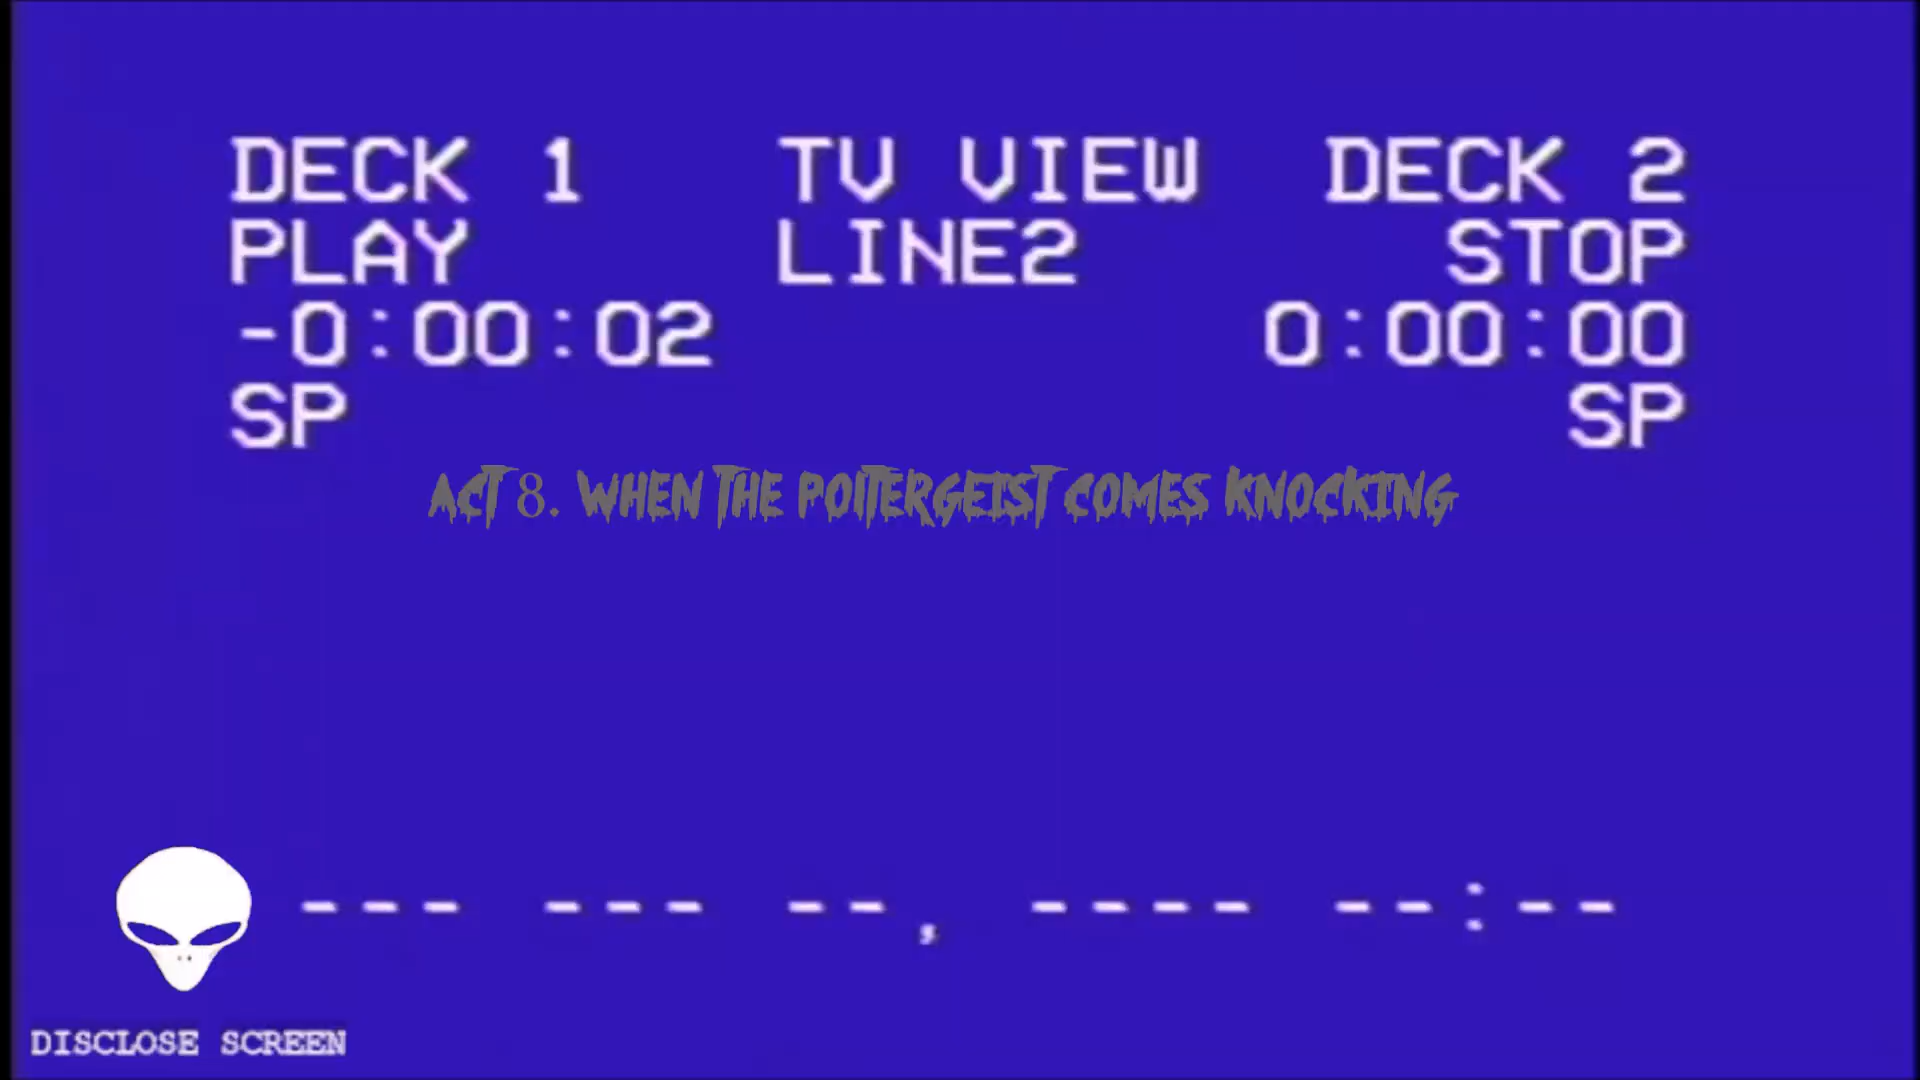 DECK 1 TV VIEW DECK 2
PLAY LINE2 STOP
-0:00:02 0:00:00
SP SP
ACT 8. WHEN THE POLTERGEIST COMES KNOCKING
--- --- --, ---- --:--
DISCLOSE SCREEN